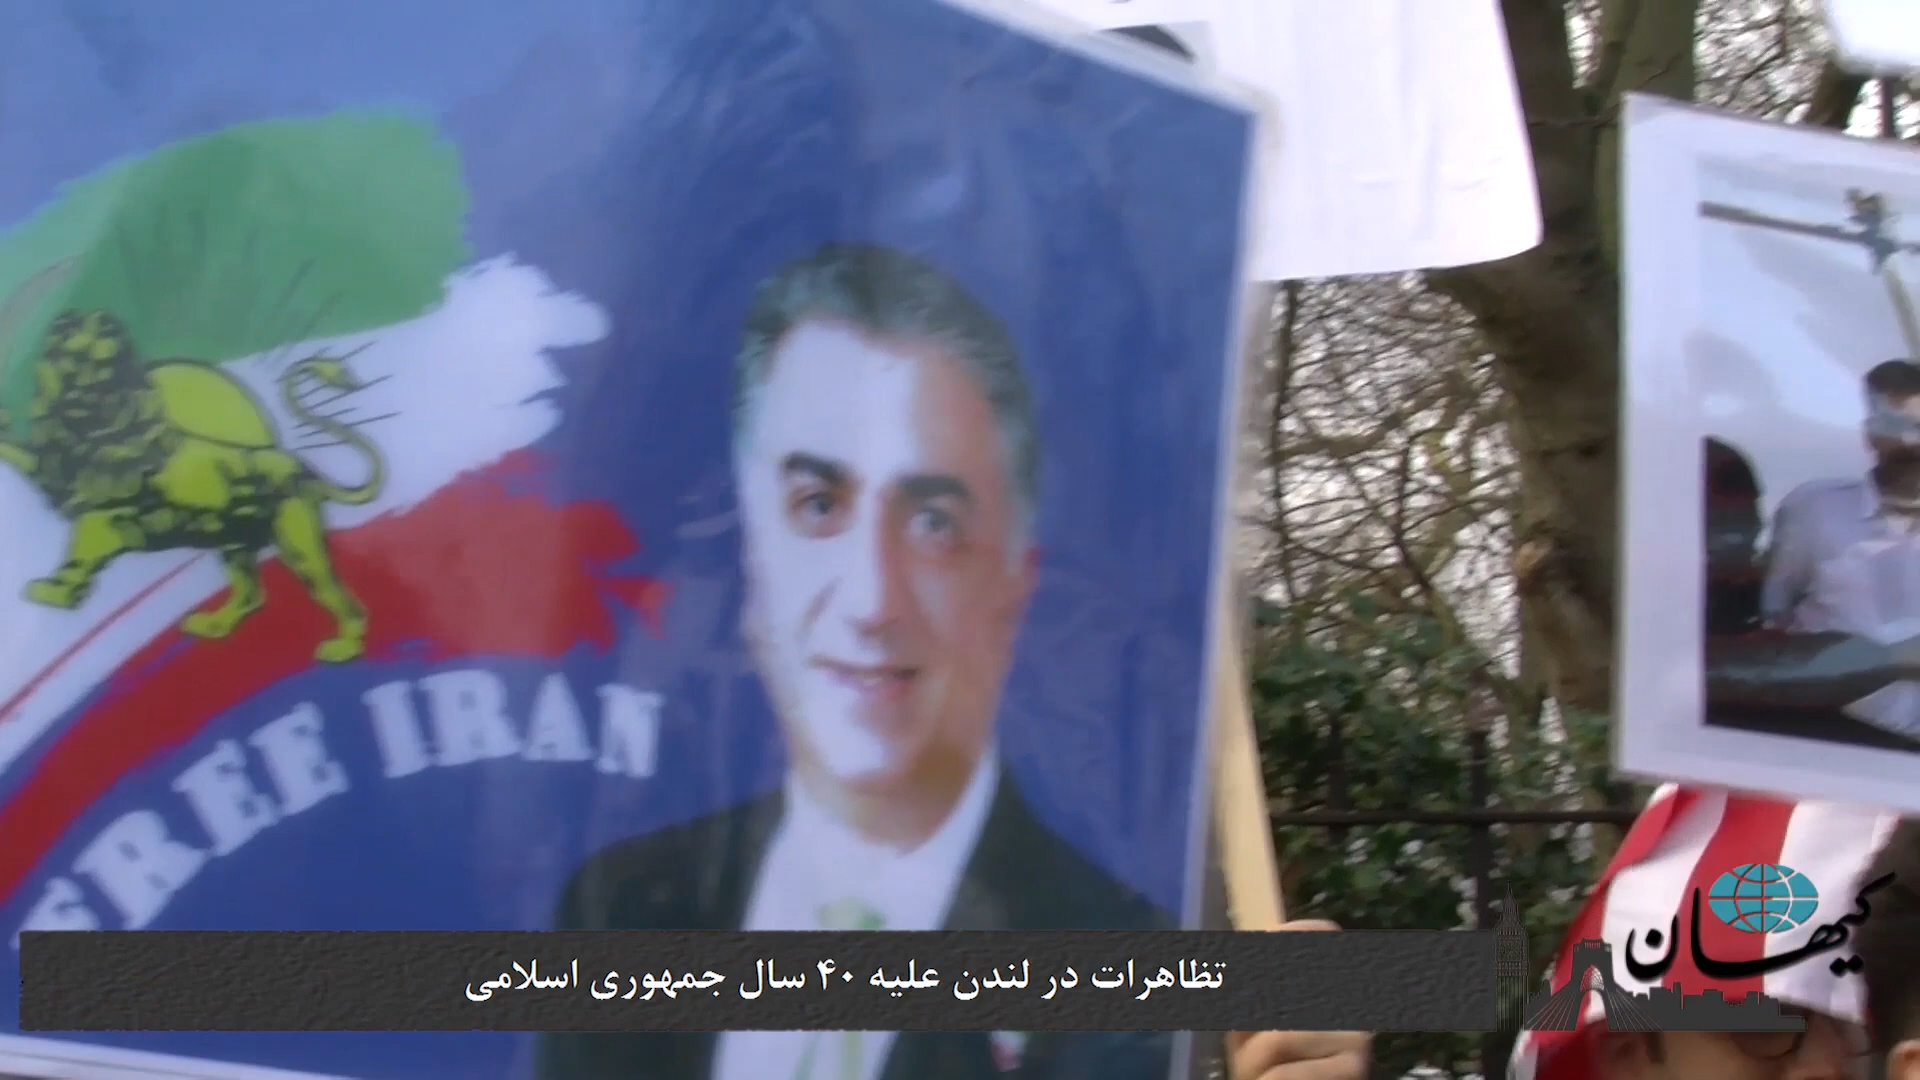 FREE IRAN
تظاهرات در لندن علیه ۴۰ سال جمهوری اسلامی
کیهان